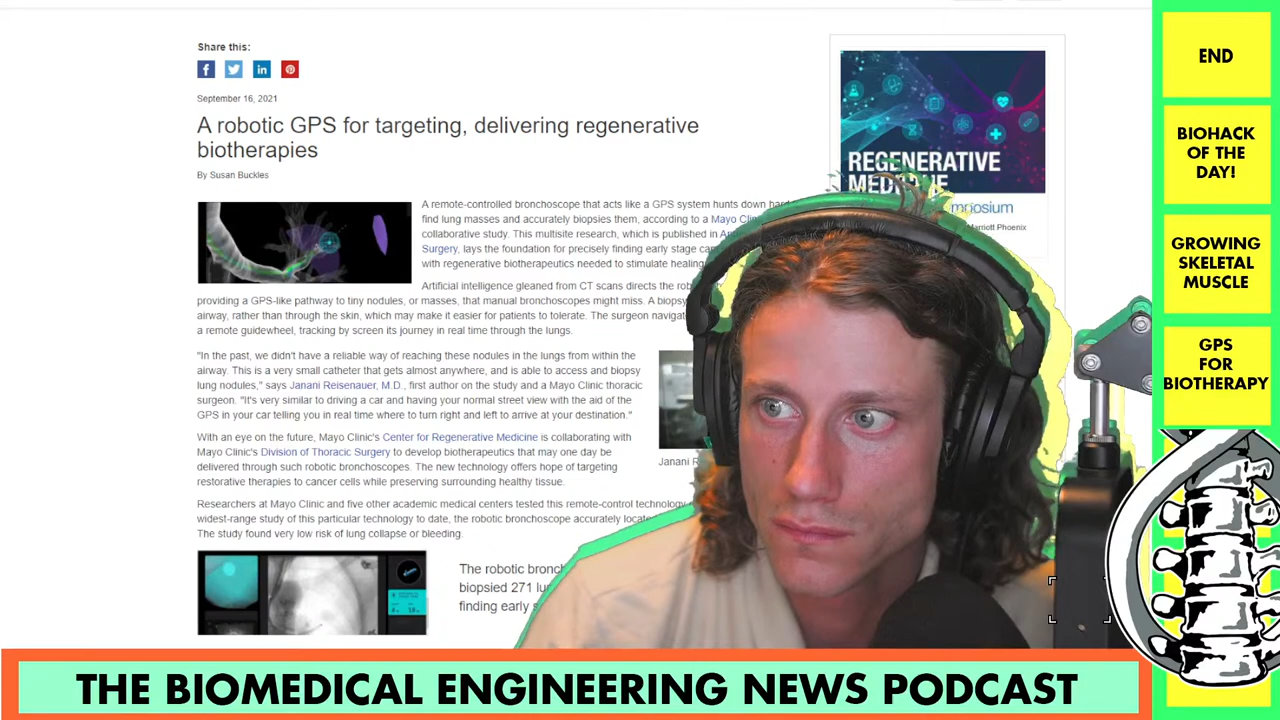 Share this:
September 16, 2021
A robotic GPS for targeting, delivering regenerative
biotherapies
By Susan Buckles
A remote-controlled bronchoscope that acts like a GPS system hunts down hard
find lung masses and accurately biopsies them, according to a Mayo Clinic
collaborative study. This multisite research, which is published in
Surgery, lays the foundation for precisely finding early stage
with regenerative biotherapeutics needed to stimulate healing
Artificial intelligence gleaned from CT scans directs the
providing a GPS-like pathway to tiny nodules, or masses, that manual bronchoscopes might miss. A biopsy
airway, rather than through the skin, which may make it easier for patients to tolerate. The surgeon
a remote guidewheel, tracking by screen its journey in real time through the lungs.
"In the past, we didn't have a reliable way of reaching these nodules in the lungs from within the
airway. This is a very small catheter that gets almost anywhere, and is able to access and biopsy
lung nodules," says Janani Reisenauer, M.D., first author on the study and a Mayo Clinic thoracic
surgeon. "It's very similar to driving a car and having your normal street view with the aid of the
GPS in your car telling you in real time where to turn right and left to arrive at your destination."
Janani R
With an eye on the future, Mayo Clinic's Center for Regenerative Medicine is collaborating with
Mayo Clinic's Division of Thoracic Surgery to develop biotherapeutics that may one day be
delivered through such robotic bronchoscopes. The new technology offers hope of targeting
restorative therapies to cancer cells while preserving surrounding healthy tissue.
Researchers at Mayo Clinic and five other academic medical centers tested this remote-control technology
widest-range study of this particular technology to date, the robotic bronchoscope accurately
The study found very low risk of lung collapse or bleeding.
The robotic
biopsied 271
finding early
REGENERATIVE
MEDICINE
mposium
Marriott Phoenix
END
BIOHACK
OF THE
DAY!
GROWING
SKELETAL
MUSCLE
GPS
FOR
BIOTHERAPY
THE BIOMEDICAL ENGINEERING NEWS PODCAST